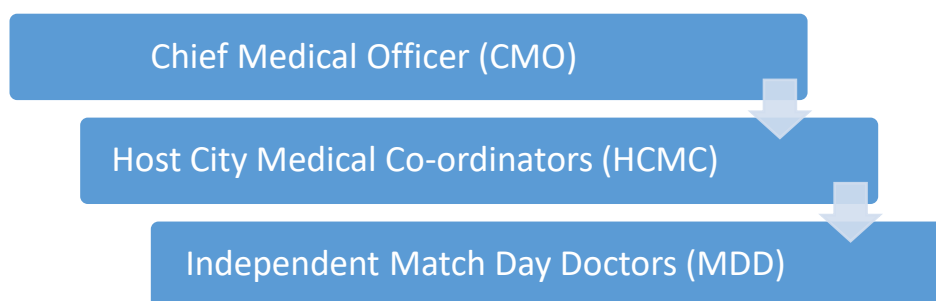 Chief Medical Officer (CMO)
Host City Medical Co-ordinators (HCMC)
Independent Match Day Doctors (MDD)